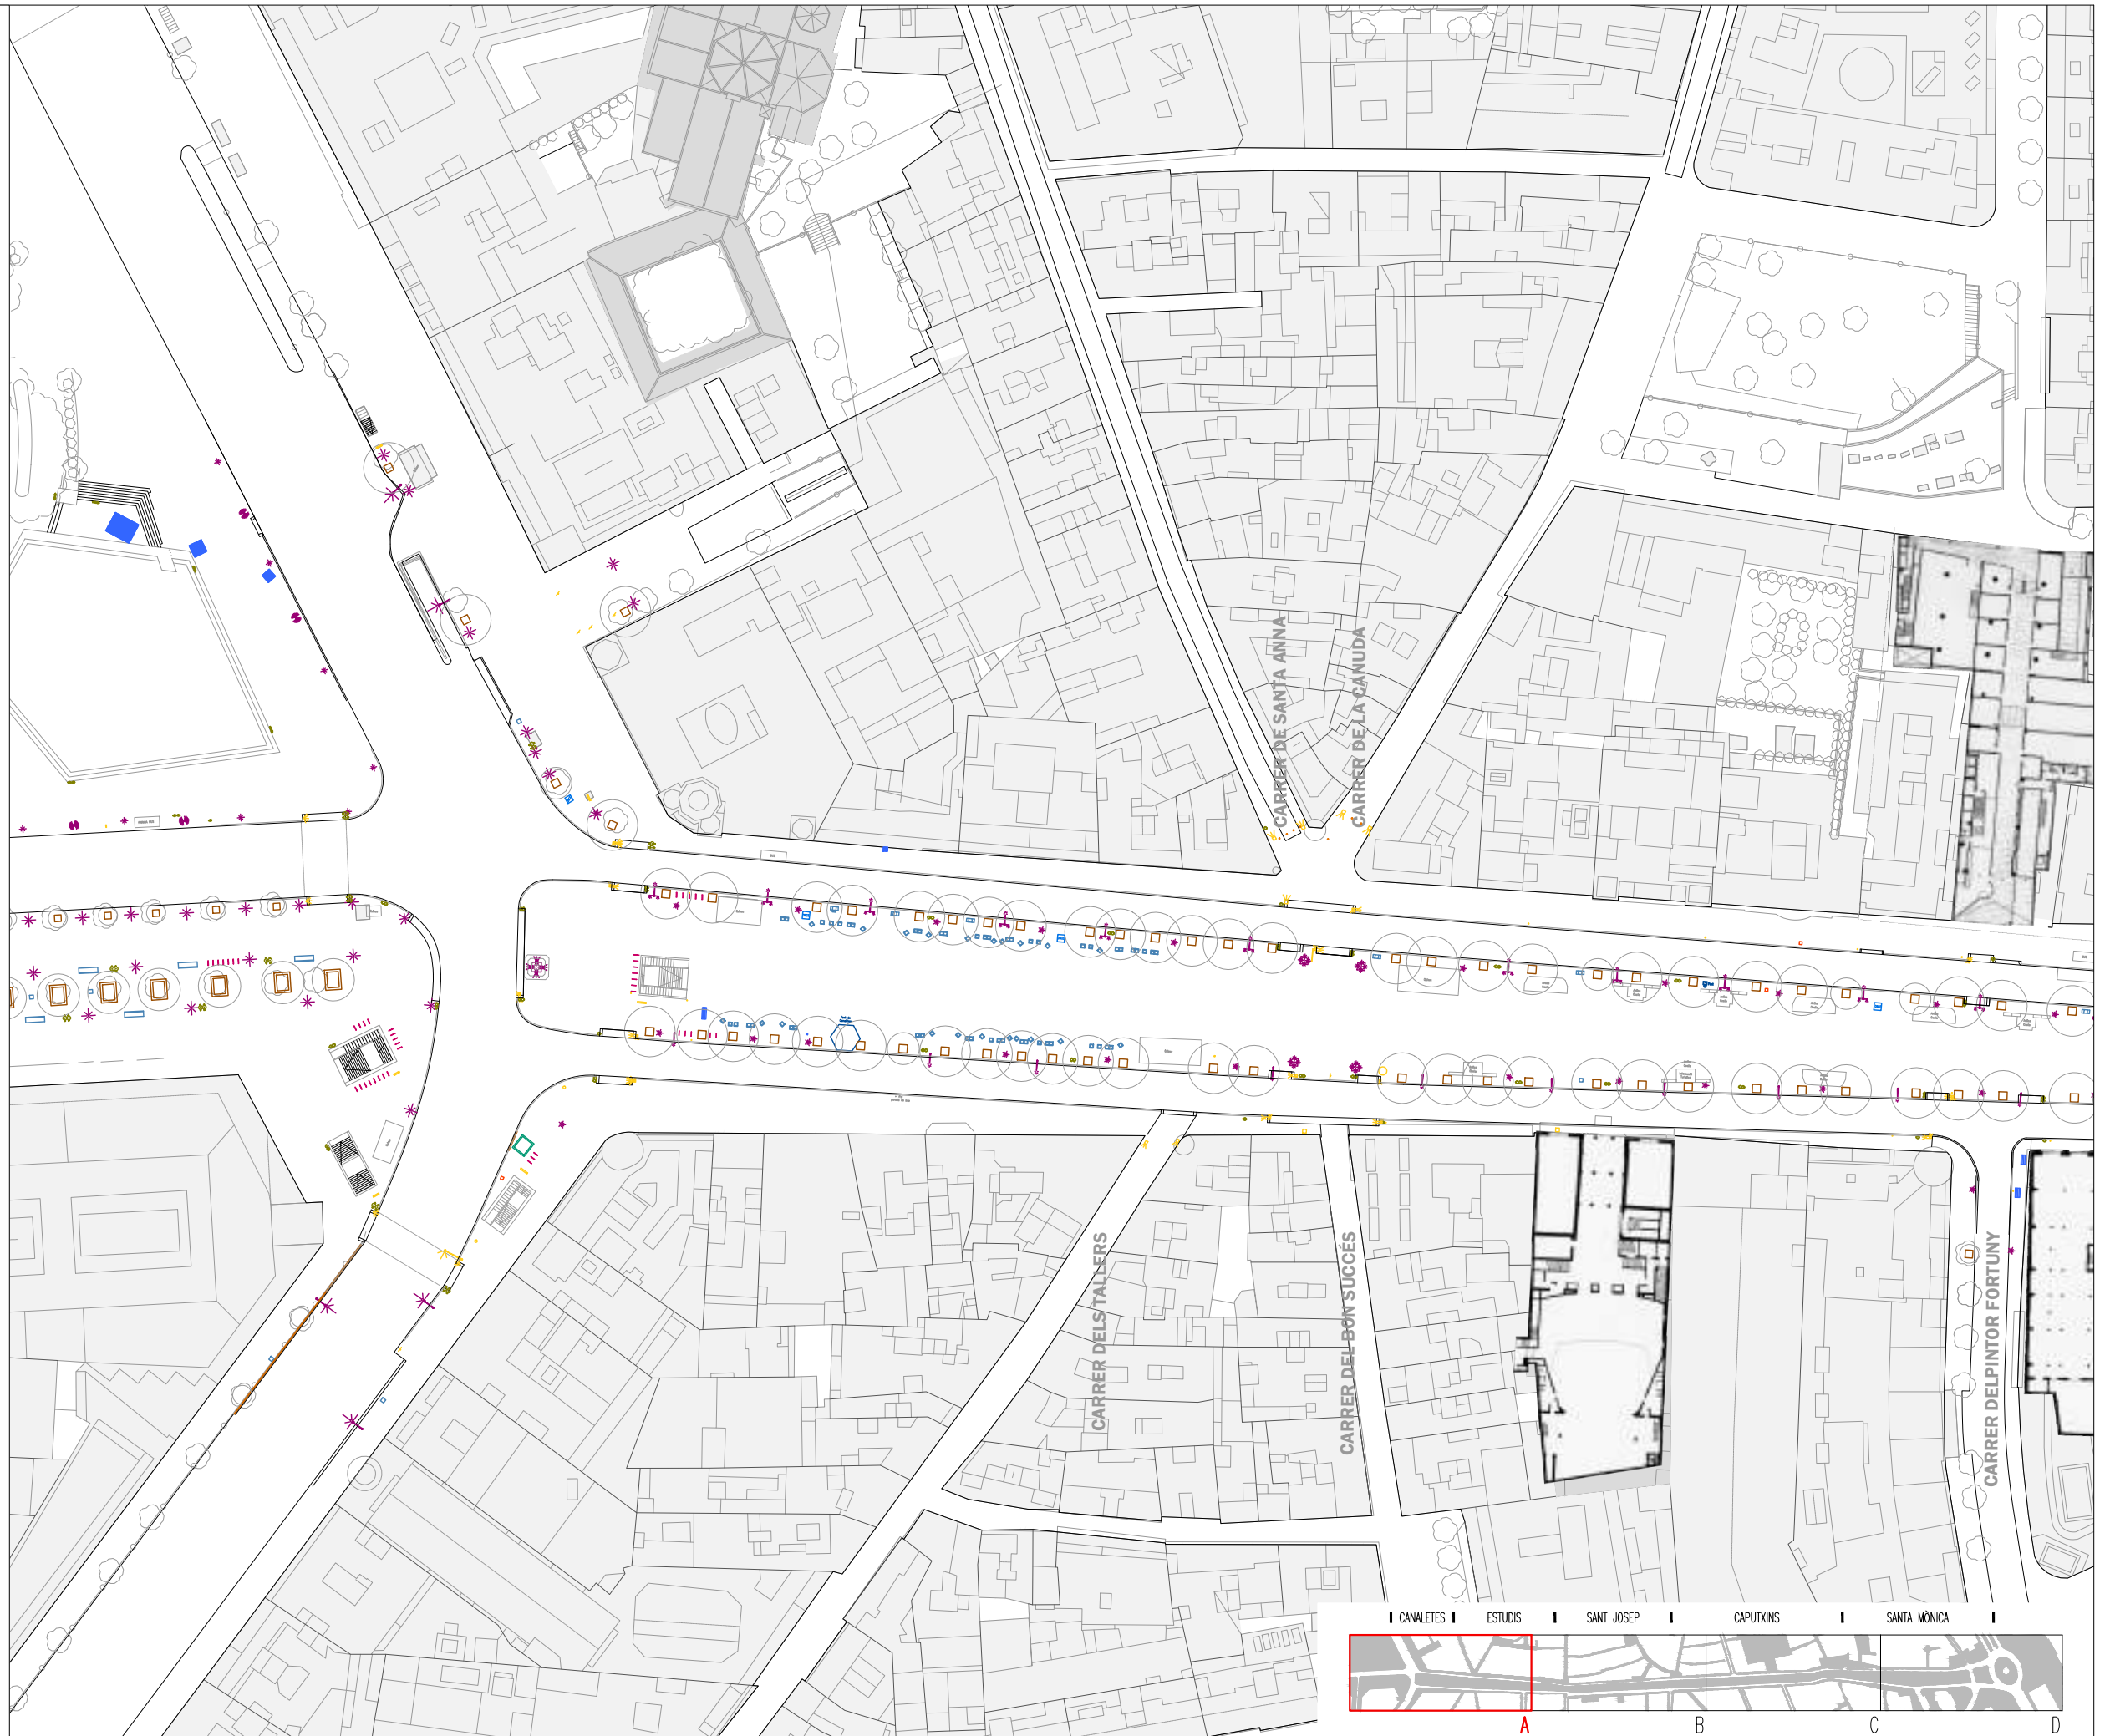 CARRER DE SANTA ANNA
CARRER DE LA CANUDA
CARRER DELS TALLERS
CARRER DEL BON SUCCÉS
CARRER DELPINTOR FORTUNY
CANALETES ESTUDIS SANT JOSEP CAPUTXINS SANTA MÒNICA
A B C D